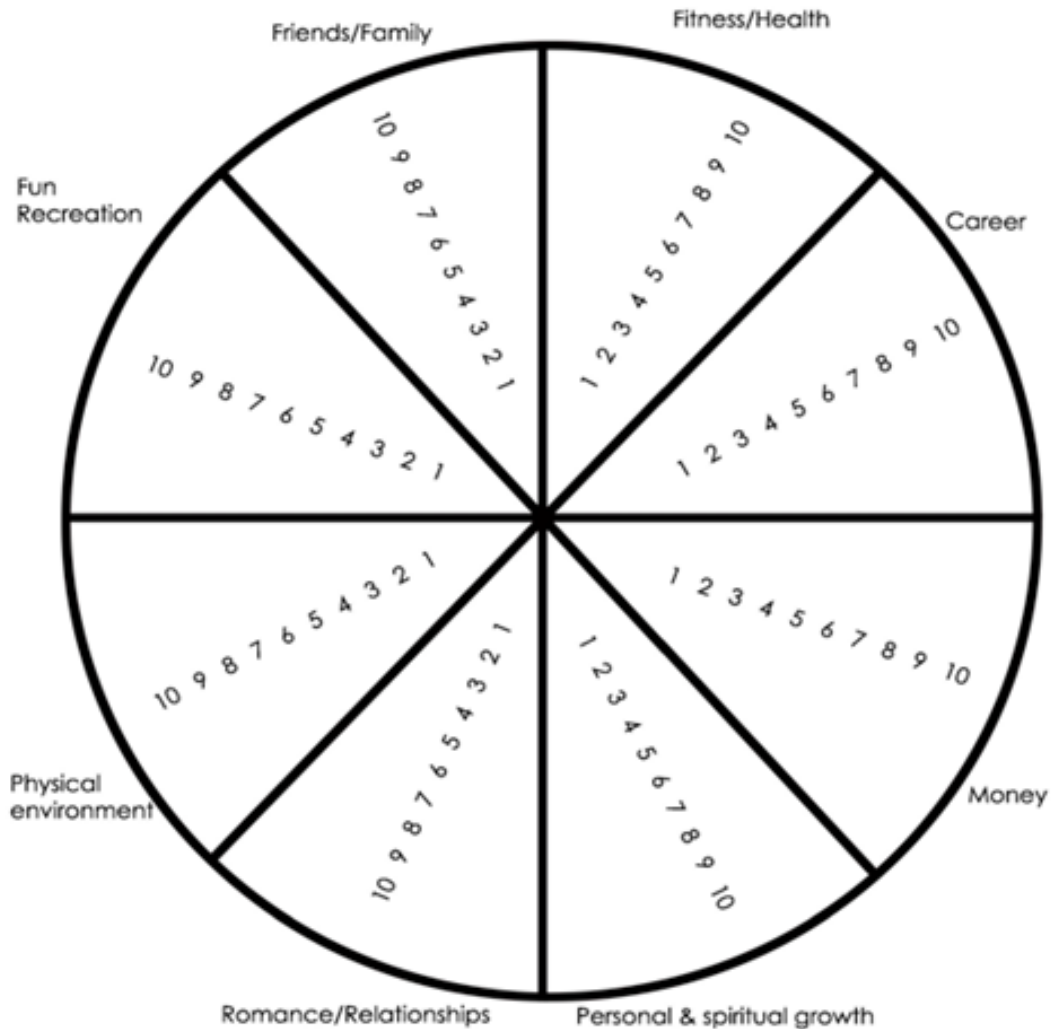 Friends/Family
Fitness/Health
Fun
Recreation
Career
10 9 8 7 6 5 4 3 2 1
1 2 3 4 5 6 7 8 9 10
10 9 8 7 6 5 4 3 2 1
1 2 3 4 5 6 7 8 9 10
10 9 8 7 6 5 4 3 2 1
1 2 3 4 5 6 7 8 9 10
10 9 8 7 6 5 4 3 2 1
1 2 3 4 5 6 7 8 9 10
Physical
environment
Money
Romance/Relationships
Personal & spiritual growth